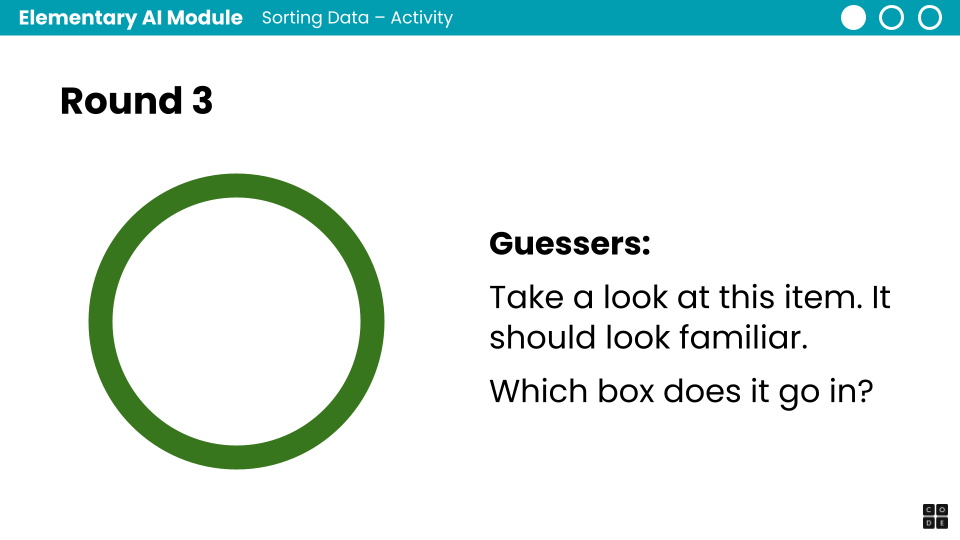 Elementary AI Module Sorting Data – Activity
Round 3
Guessers:
Take a look at this item. It
should look familiar.
Which box does it go in?
C O
D E